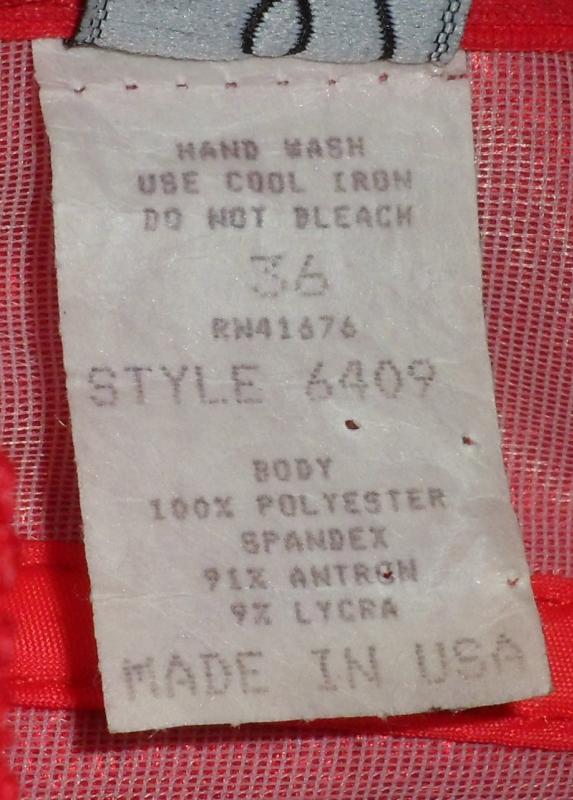 HAND WASH
USE COOL IRON
DO NOT BLEACH
36
RN41676
STYLE 6409
BODY
100% POLYESTER
SPANDEX
91% ANTRON
9% LYCRA
MADE IN USA